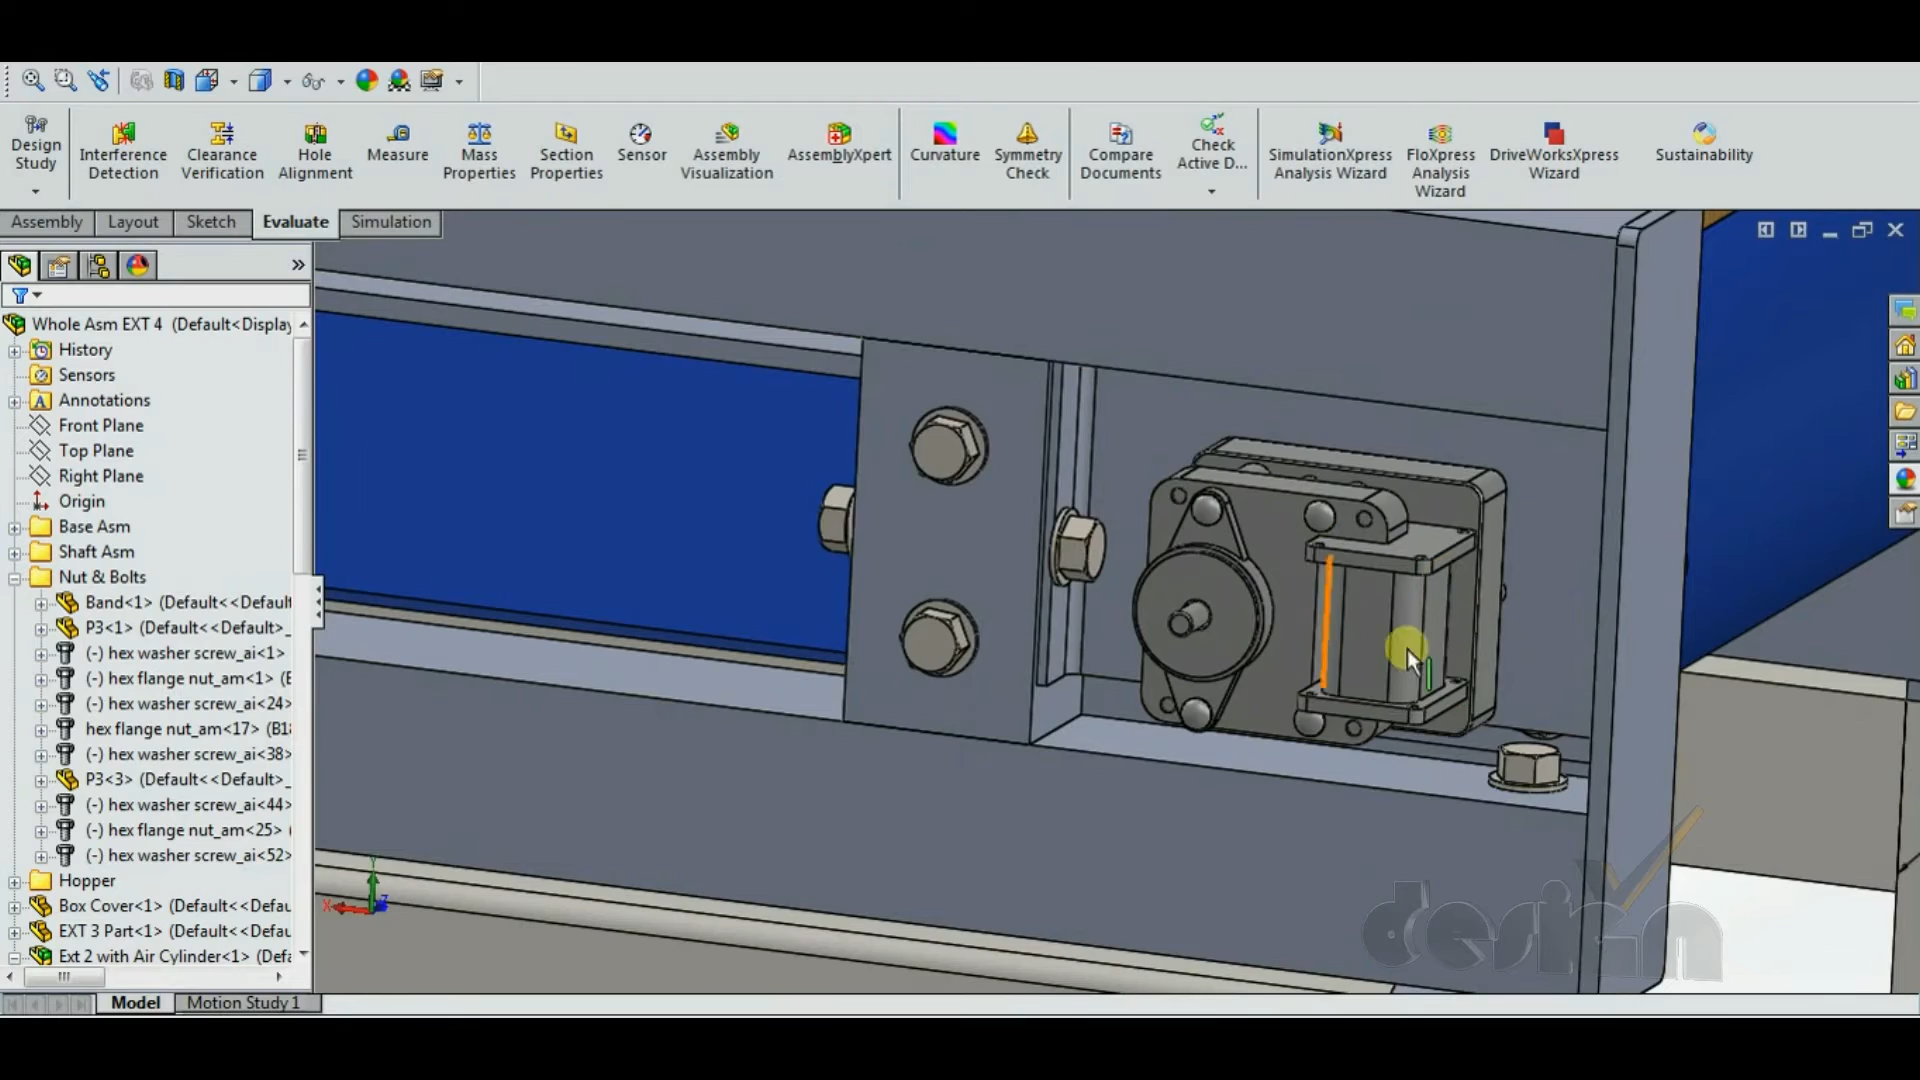 Design
Study
Interference
Detection
Clearance
Verification
Hole
Alignment
Measure
Mass
Properties
Section
Properties
Sensor
Assembly
Visualization
AssemblyXpert
Curvature
Symmetry
Check
Compare
Documents
Check
Active D...
SimulationXpress
Analysis Wizard
FloXpress
Analysis
Wizard
DriveWorksXpress
Wizard
Sustainability
Assembly
Layout
Sketch
Evaluate
Simulation
Whole Asm EXT 4 (Default<Display
History
Sensors
Annotations
Front Plane
Top Plane
Right Plane
Origin
Base Asm
Shaft Asm
Nut & Bolts
Band<1> (Default<<Default
P3<1> (Default<<Default>_
(-) hex washer screw_ai<1>
(-) hex flange nut_am<1> (B
(-) hex washer screw_ai<24>
hex flange nut_am<17> (B18
(-) hex washer screw_ai<38>
P3<3> (Default<<Default>_
(-) hex washer screw_ai<44>
(-) hex flange nut_am<25> (
(-) hex washer screw_ai<52>
Hopper
Box Cover<1> (Default<<Defau
EXT 3 Part<1> (Default<<Defau
Ext 2 with Air Cylinder<1> (Defa
Y
X
Z
design
Model
Motion Study 1